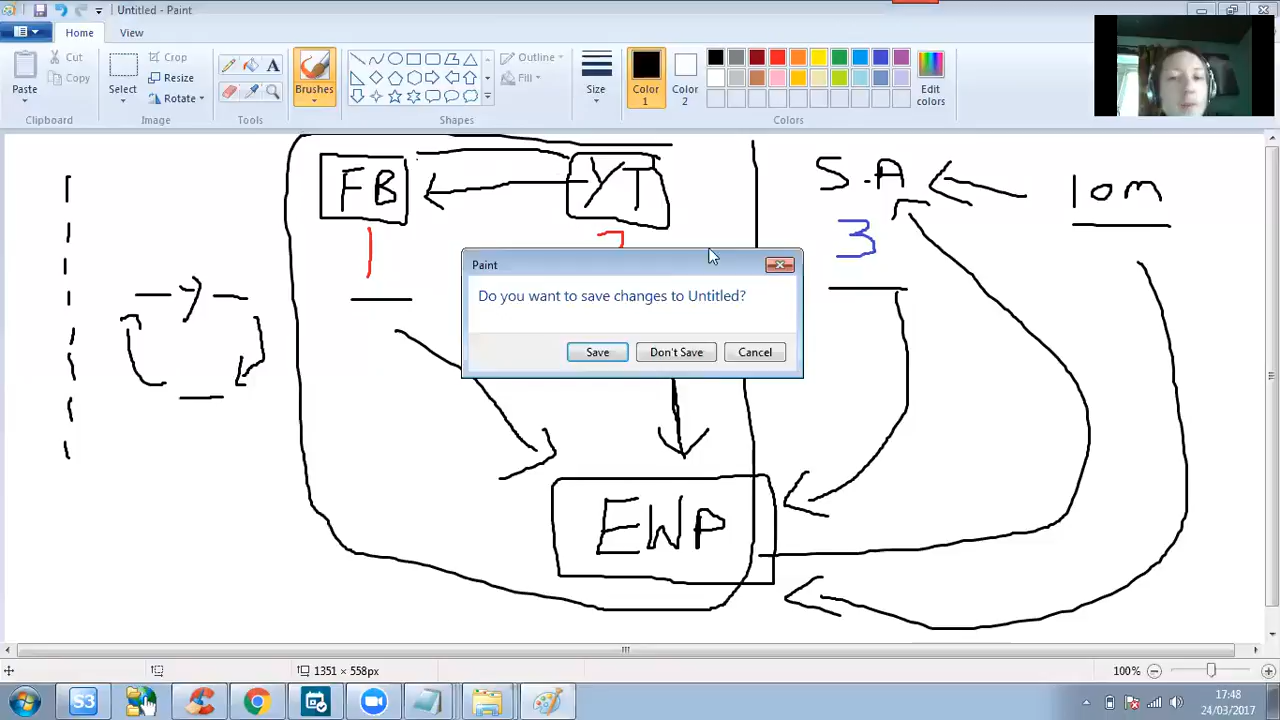 Untitled - Paint
Home
View
Paste
Cut
Copy
Clipboard
Select
Crop
Resize
Rotate
Image
A
Tools
Brushes
Shapes
Outline
Fill
Size
Color 1
Color 2
Edit colors
Colors
FB
YT
S.A
10m
1
3
y
Paint
Do you want to save changes to Untitled?
Save
Don't Save
Cancel
EWP
1351 × 558px
100%
S3
17:48
24/03/2017